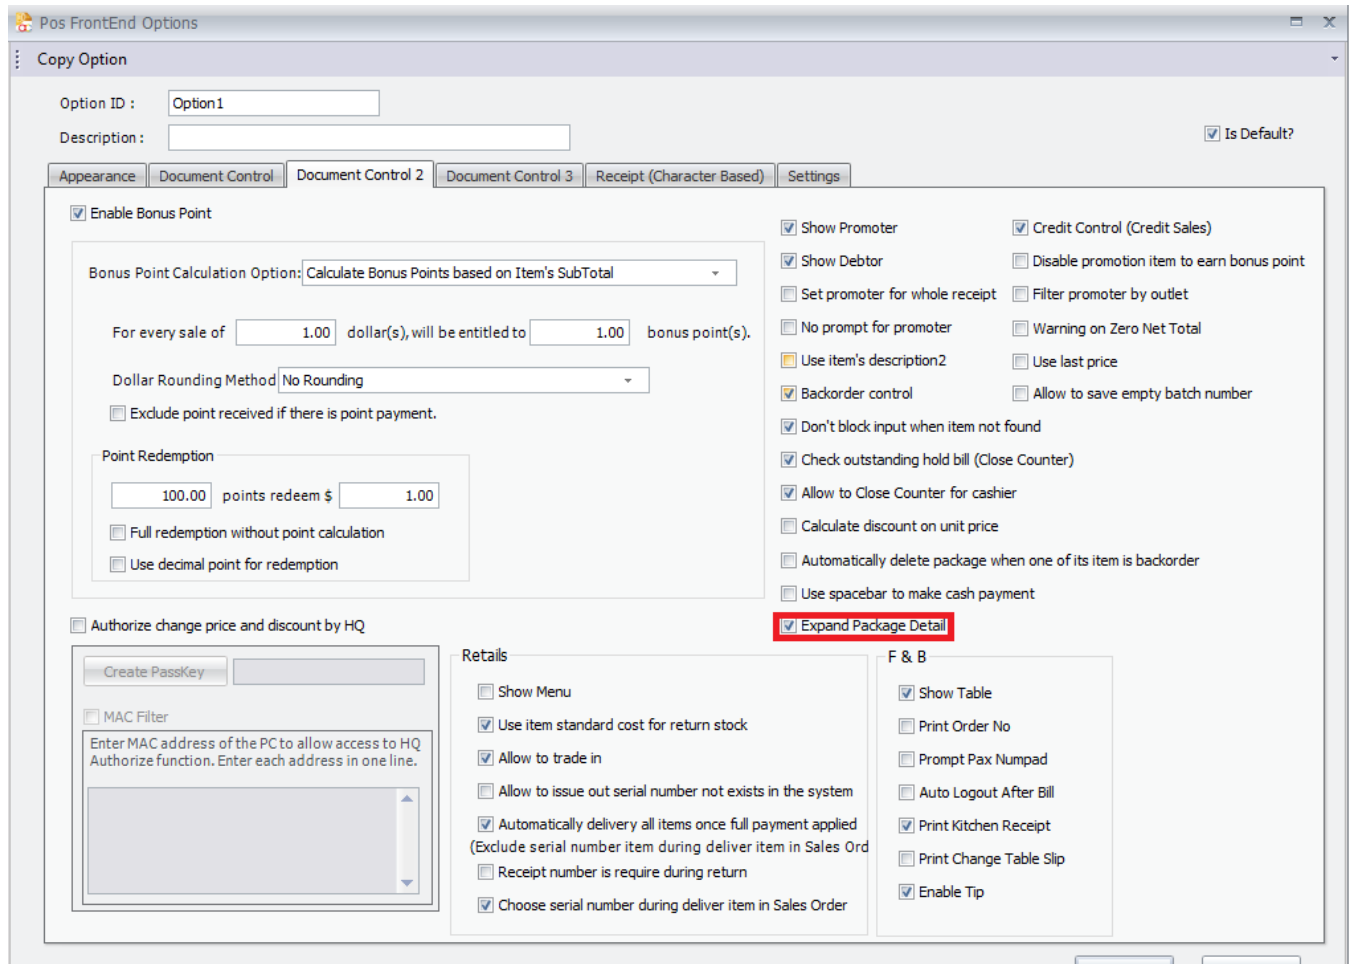 Pos FrontEnd Options
Copy Option
Option ID :
Option1
Description :
Is Default?
Appearance
Document Control
Document Control 2
Document Control 3
Receipt (Character Based)
Settings
Enable Bonus Point
Bonus Point Calculation Option: Calculate Bonus Points based on Item's SubTotal
For every sale of 1.00 dollar(s), will be entitled to 1.00 bonus point(s).
Dollar Rounding Method No Rounding
Exclude point received if there is point payment.
Point Redemption
100.00 points redeem $ 1.00
Full redemption without point calculation
Use decimal point for redemption
Show Promoter
Show Debtor
Set promoter for whole receipt
No prompt for promoter
Use item's description2
Backorder control
Don't block input when item not found
Check outstanding hold bill (Close Counter)
Allow to Close Counter for cashier
Calculate discount on unit price
Automatically delete package when one of its item is backorder
Use spacebar to make cash payment
Expand Package Detail
Credit Control (Credit Sales)
Disable promotion item to earn bonus point
Filter promoter by outlet
Warning on Zero Net Total
Use last price
Allow to save empty batch number
Authorize change price and discount by HQ
Create PassKey
MAC Filter
Enter MAC address of the PC to allow access to HQ
Authorize function. Enter each address in one line.
Retails
Show Menu
Use item standard cost for return stock
Allow to trade in
Allow to issue out serial number not exists in the system
Automatically delivery all items once full payment applied
(Exclude serial number item during deliver item in Sales Ord
Receipt number is require during return
Choose serial number during deliver item in Sales Order
F & B
Show Table
Print Order No
Prompt Pax Numpad
Auto Logout After Bill
Print Kitchen Receipt
Print Change Table Slip
Enable Tip